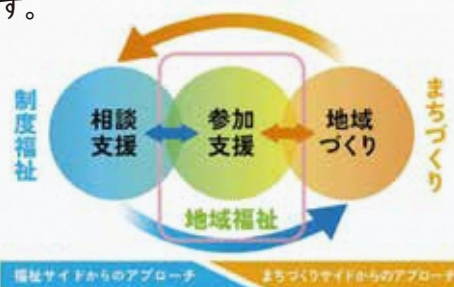 す。
制度福祉
相談
支援
参加
支援
地域
づくり
まちづくり
地域福祉
福祉サイドからのアプローチ
まちづくりサイドからのアプローチ